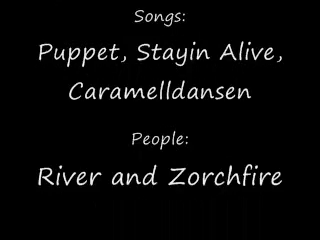 Songs:
Puppet, Stayin Alive,
Caramelldansen
People:
River and Zorchfire